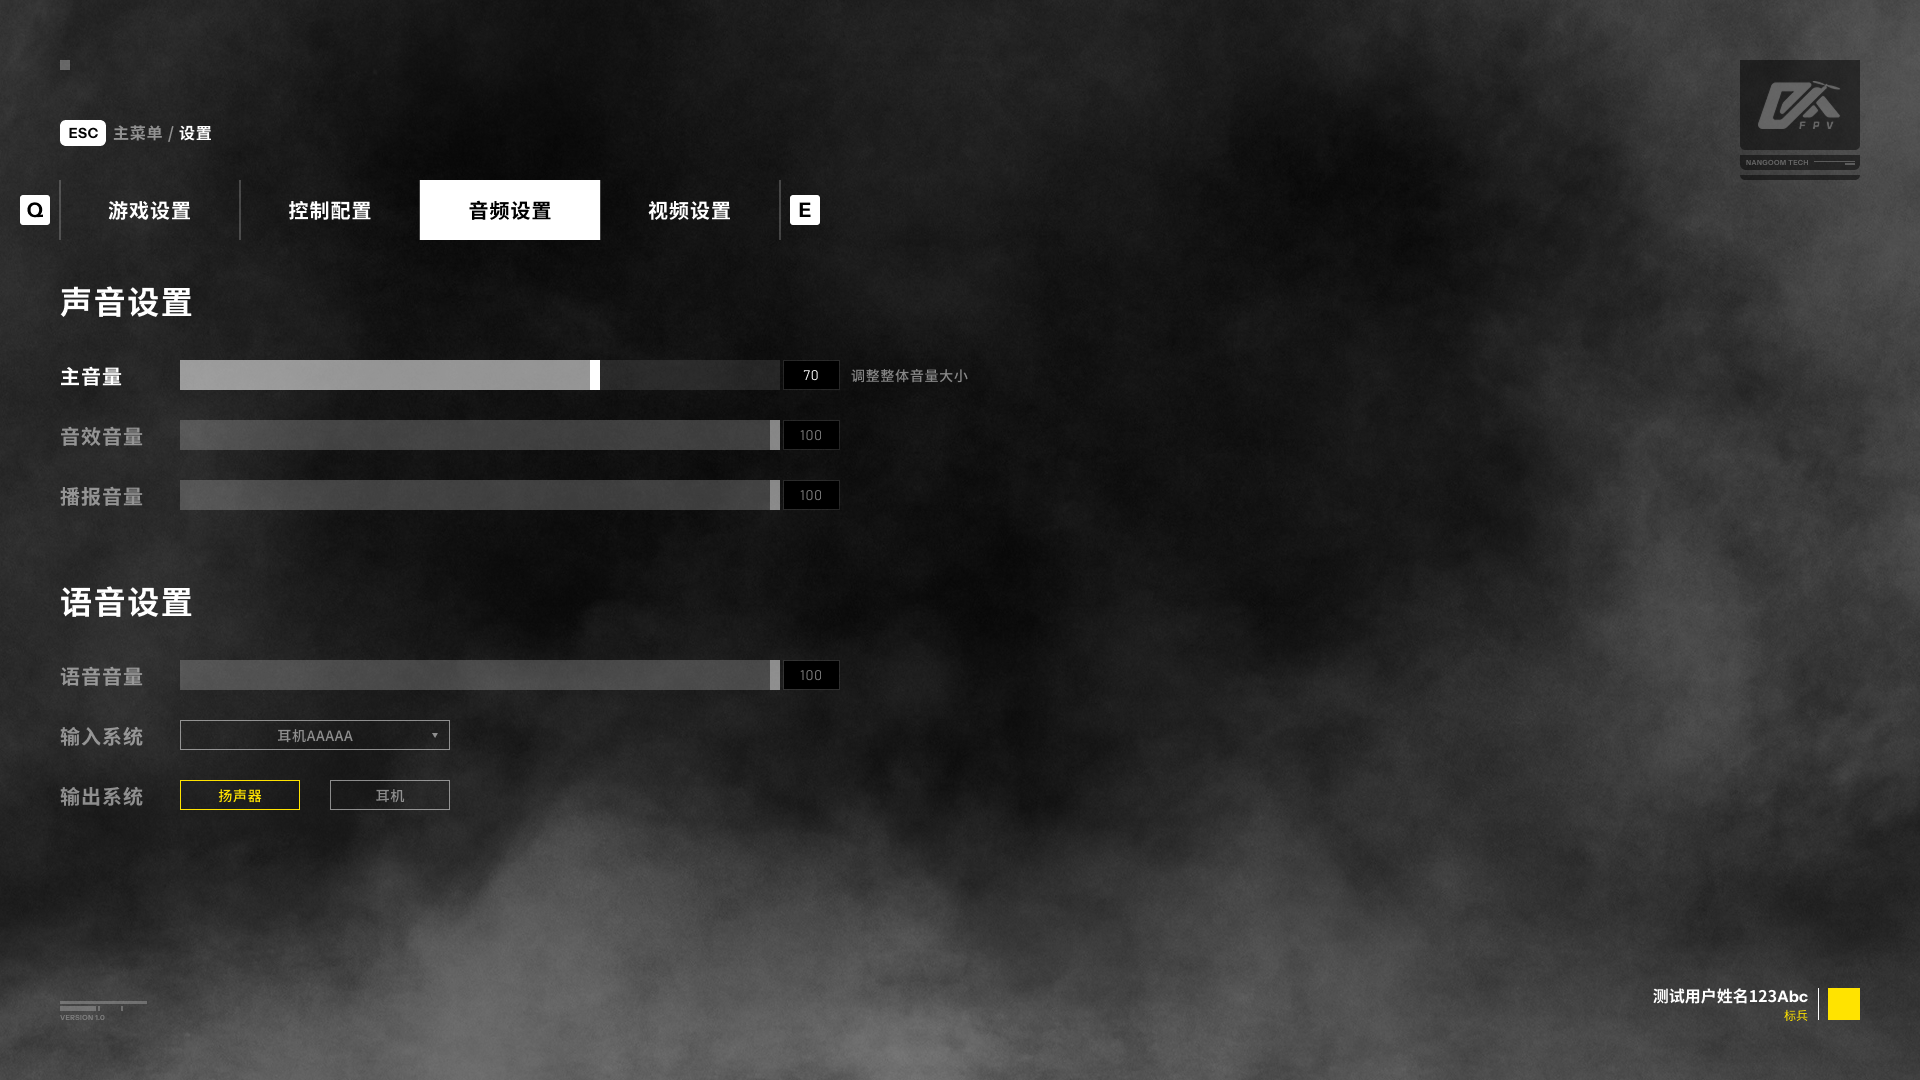 ESC 主菜单 / 设置
FPV
NANGOOM TECH
Q 游戏设置 控制配置 音频设置 视频设置 E
声音设置
主音量 70 调整整体音量大小
音效音量 100
播报音量 100
语音设置
语音音量 100
输入系统 耳机AAAAA
输出系统 扬声器 耳机
测试用户姓名123Abc
标兵
VERSION 1.0